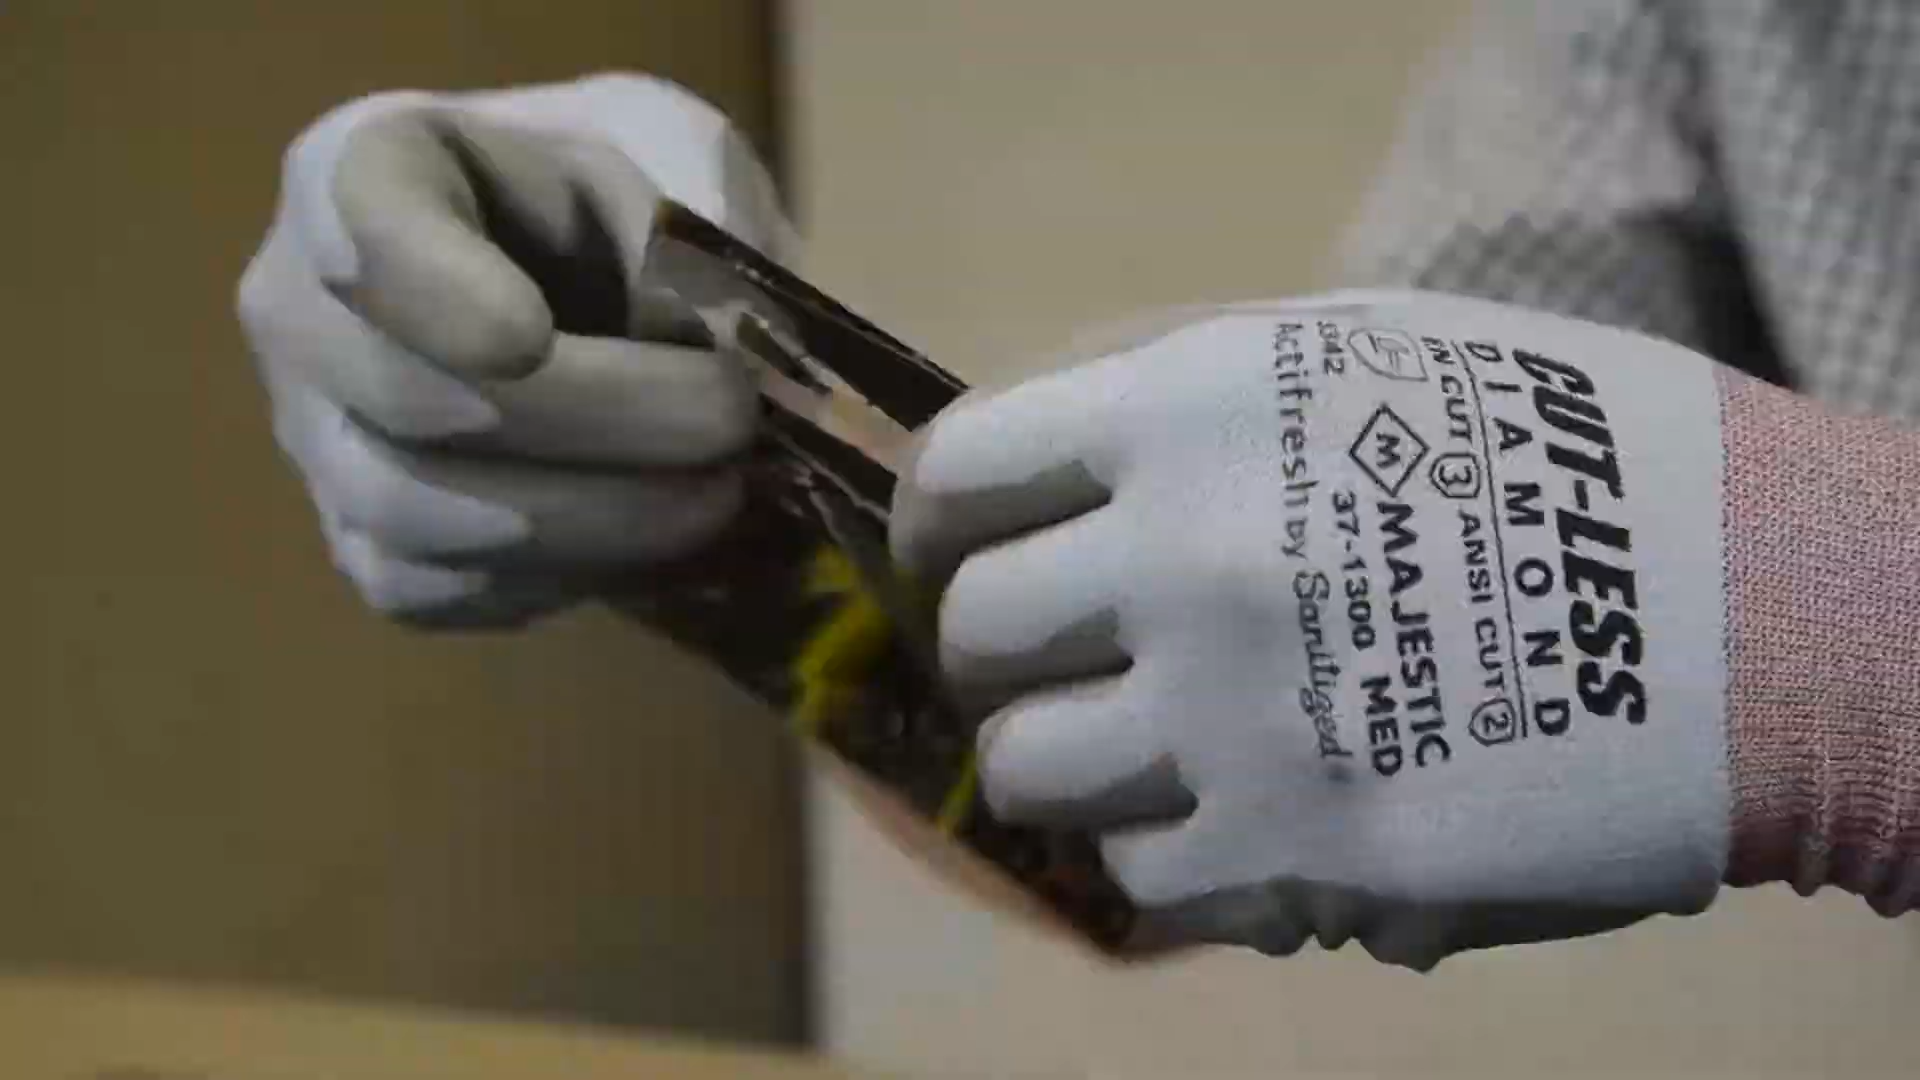 CUT-LESS
DIAMOND
EN CUT 3 ANSI CUT 2
M MAJESTIC
37-1300 MED
Actifresh by Sanitized